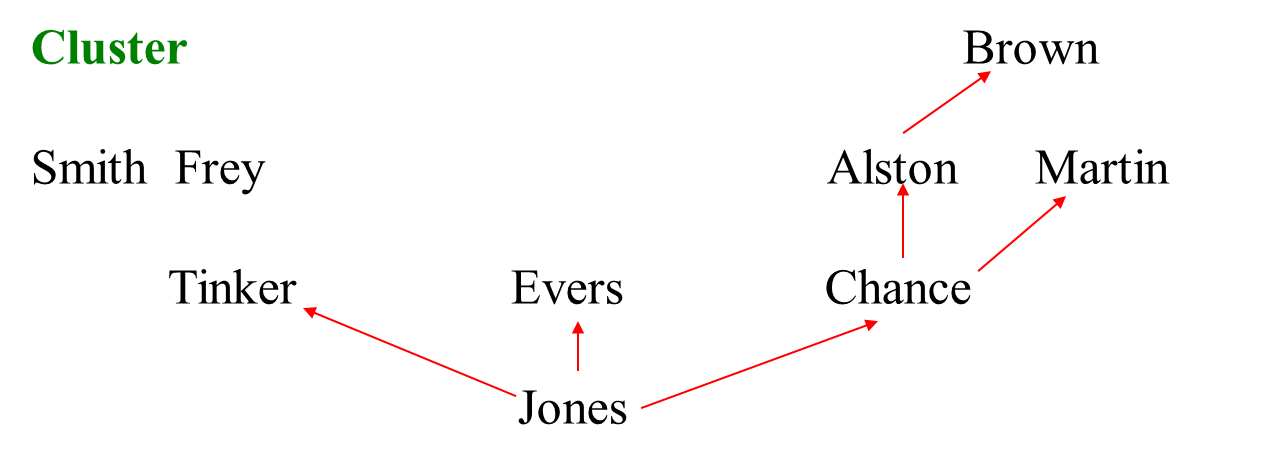 Cluster Brown
Smith Frey Alston Martin
Tinker Evers Chance
Jones